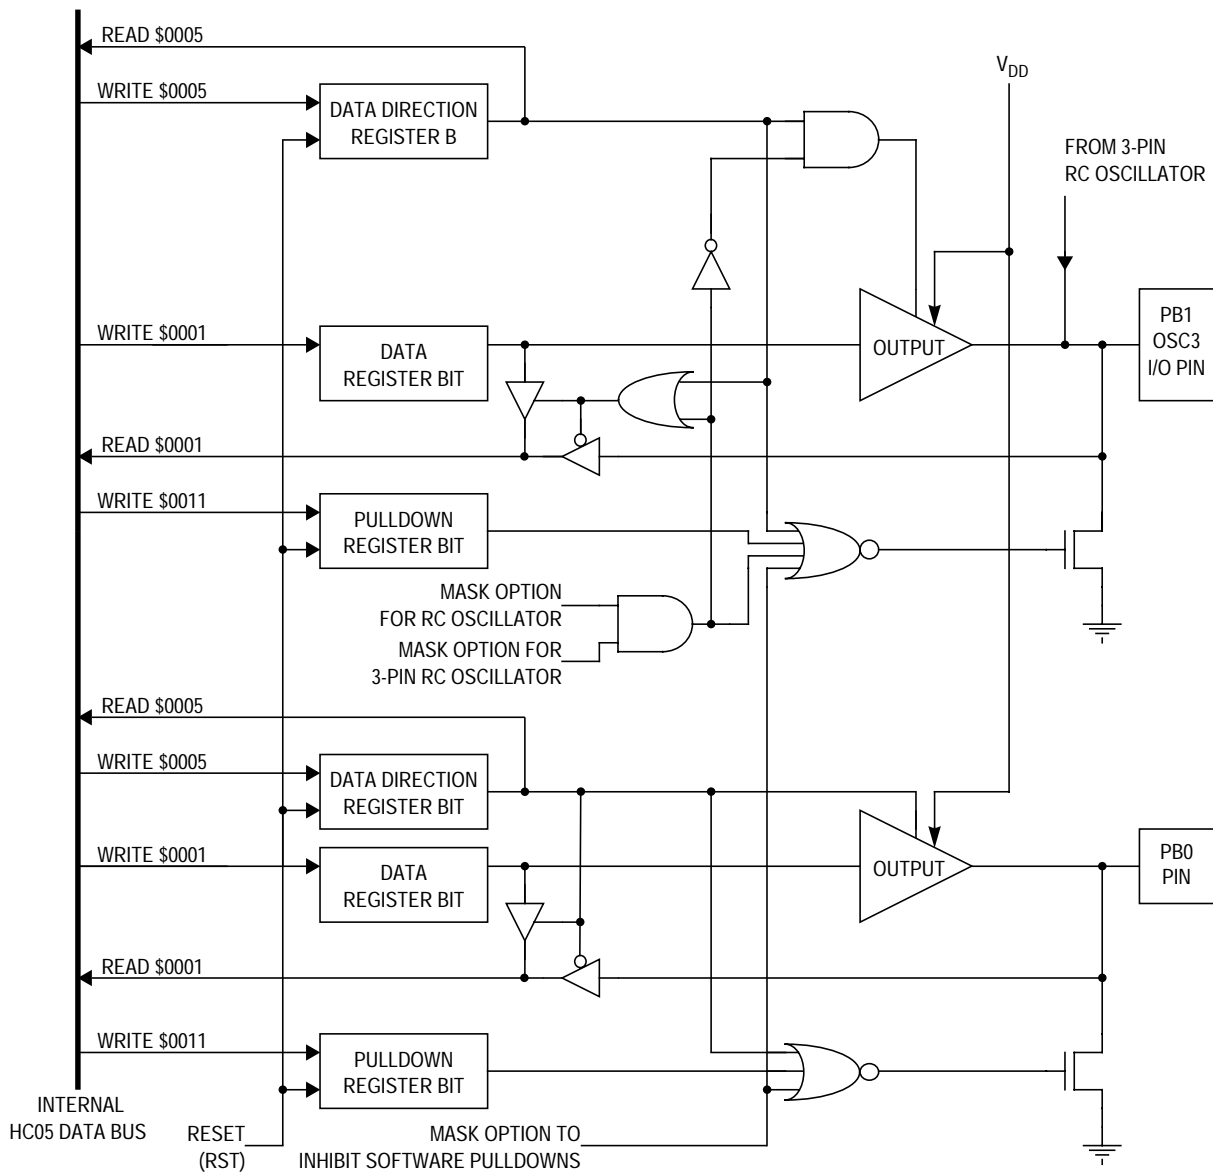 READ $0005
WRITE $0005
DATA DIRECTION
REGISTER B
VDD
FROM 3-PIN
RC OSCILLATOR
WRITE $0001
DATA
REGISTER BIT
OUTPUT
PB1
OSC3
I/O PIN
READ $0001
WRITE $0011
PULLDOWN
REGISTER BIT
MASK OPTION
FOR RC OSCILLATOR
MASK OPTION FOR
3-PIN RC OSCILLATOR
READ $0005
WRITE $0005
DATA DIRECTION
REGISTER BIT
WRITE $0001
DATA
REGISTER BIT
OUTPUT
PB0
PIN
READ $0001
WRITE $0011
PULLDOWN
REGISTER BIT
INTERNAL
HC05 DATA BUS
RESET
(RST)
MASK OPTION TO
INHIBIT SOFTWARE PULLDOWNS